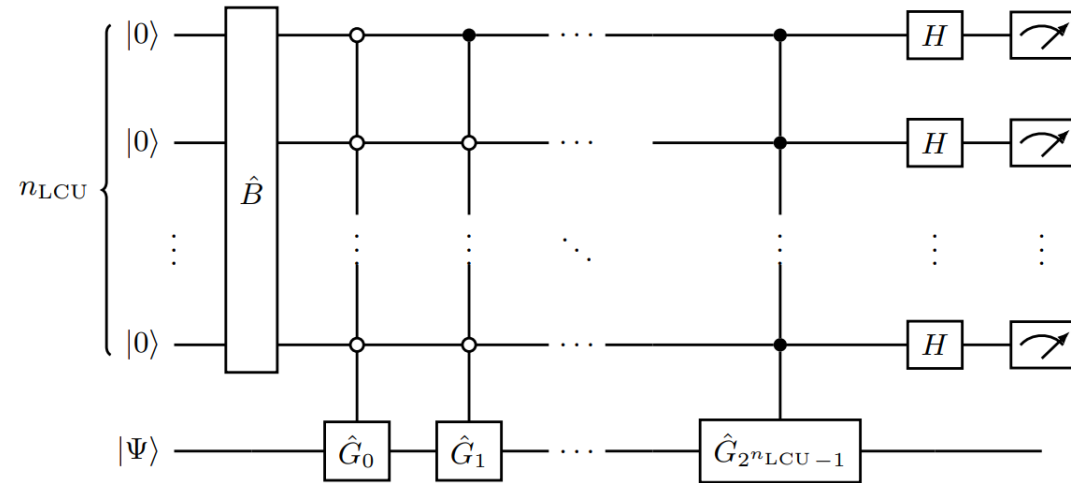 |0⟩ ⋯ H
|0⟩ ⋯ H
n_LCU B̂
⋮ ⋮ ⋮ ⋱ ⋮ ⋮ ⋮
|0⟩ ⋯ H
|Ψ⟩ Ĝ_0 Ĝ_1 ⋯ Ĝ_{2^{n_LCU}−1}